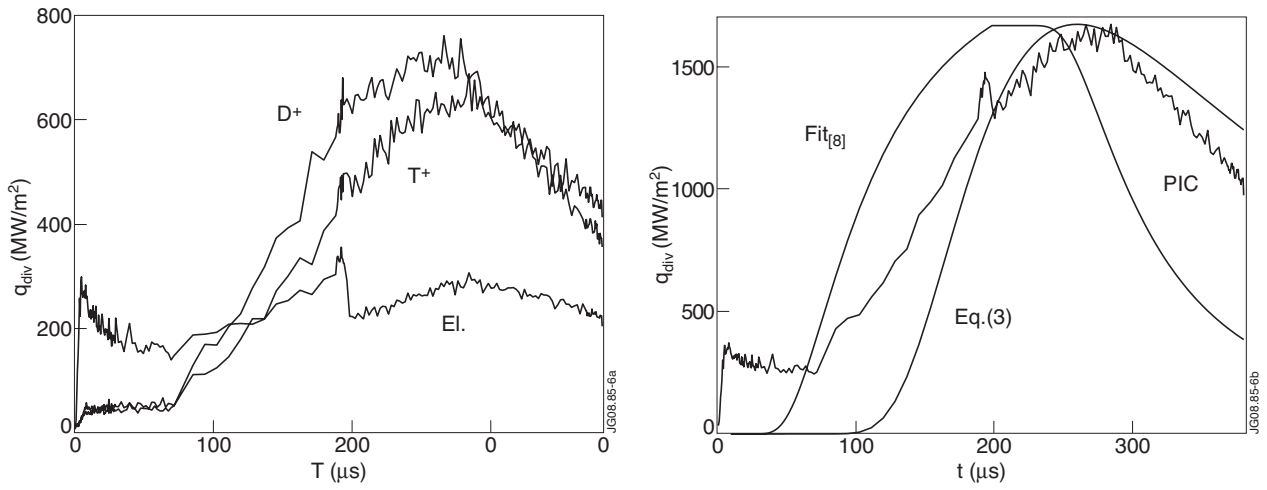 800
600
400
200
0
q_div (MW/m²)
D⁺
T⁺
El.
0
100
200
0
0
T (μs)
JG08.85-6a
1500
1000
500
0
q_div (MW/m²)
Fit[8]
PIC
Eq.(3)
0
100
200
300
t (μs)
JG08.85-6b